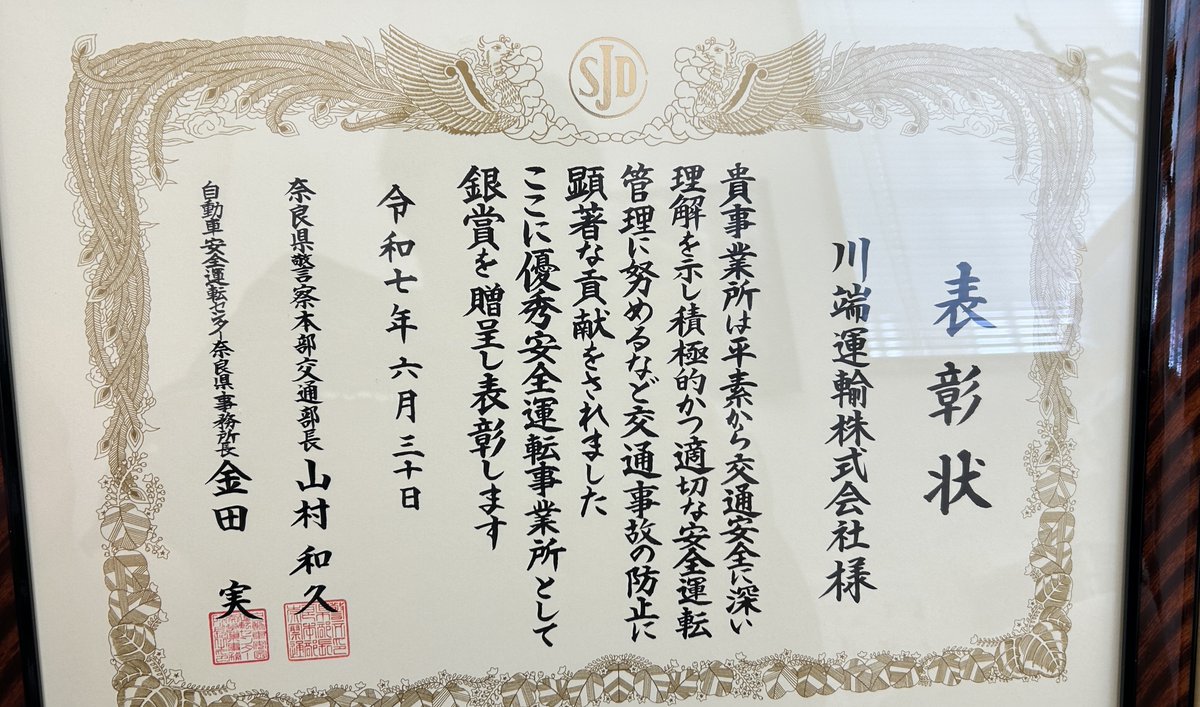 SJD
表彰状
川端運輸株式会社様
貴事業所は平素から交通安全に深い
理解を示し積極的かつ適切な安全運転
管理に努めるなど交通事故の防止に
顕著な貢献をされました
ここに優秀安全運転事業所として
銀賞を贈呈し表彰します
令和七年六月三十日
奈良県警察本部交通部長 山村和久
自動車安全運転センター奈良県事務所長 金田実